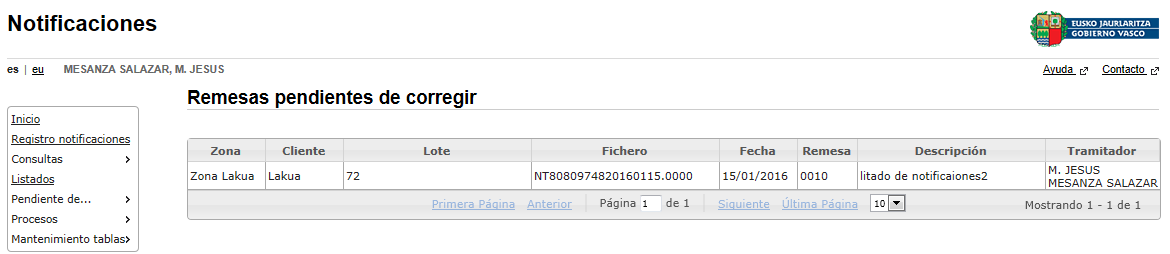 Notificaciones
EUSKO JAURLARITZA
GOBIERNO VASCO
es | eu MESANZA SALAZAR, M. JESUS Ayuda Contacto
Remesas pendientes de corregir
Inicio
Registro notificaciones
Consultas
Listados
Pendiente de...
Procesos
Mantenimiento tablas
Zona Cliente Lote Fichero Fecha Remesa Descripción Tramitador
Zona Lakua Lakua 72 NT8080974820160115.0000 15/01/2016 0010 litado de notificaiones2 M. JESUS
MESANZA SALAZAR
Primera Página Anterior Página 1 de 1 Siguiente Última Página 10 Mostrando 1 - 1 de 1